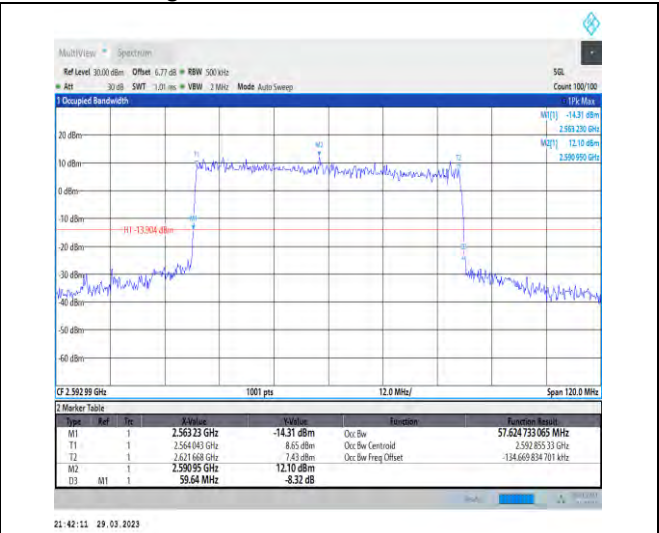 MultiView Spectrum
Ref Level 30.00 dBm Offset 6.77 dB RBW 500 kHz SGL
Att 30 dB SWT 1.01 ms VBW 2 MHz Mode Auto Sweep Count 100/100
1 Occupied Bandwidth 1Pk Max
M1[1] -14.31 dBm
2.563 230 GHz
M2[1] 12.10 dBm
2.590 950 GHz
20 dBm
M2
T1
10 dBm
0 dBm
-10 dBm
M1
H1 -13.904 dBm
-20 dBm
-30 dBm
-40 dBm
-50 dBm
-60 dBm
CF 2.592 99 GHz 1001 pts 12.0 MHz/ Span 120.0 MHz
2 Marker Table
Type Ref Trc X-Value Y-Value Function Function Result
M1 1 2.563 23 GHz -14.31 dBm Occ Bw 57.624 733 065 MHz
T1 1 2.564 043 GHz 8.65 dBm Occ Bw Centroid 2.592 855 33 GHz
T2 1 2.621 668 GHz 7.43 dBm Occ Bw Freq Offset -134.669 834 701 kHz
M2 1 2.590 95 GHz 12.10 dBm
D3 M1 1 59.64 MHz -8.32 dB
21:42:11 29.03.2023